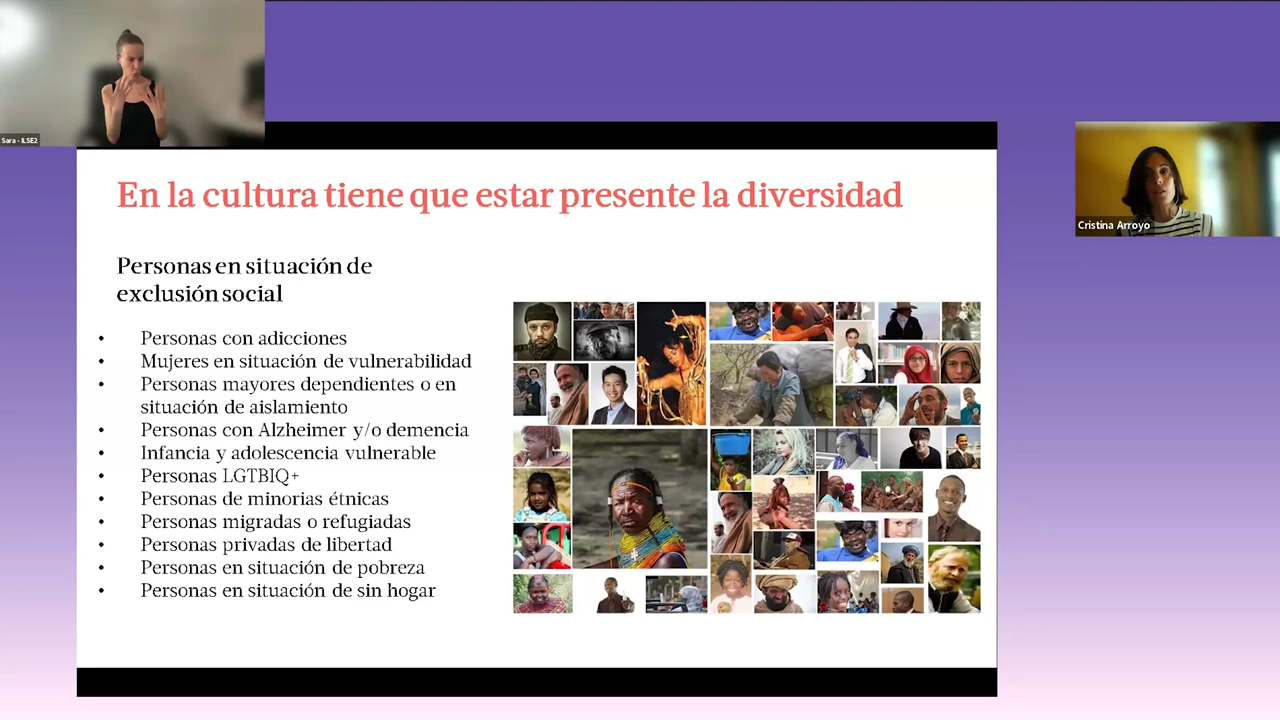 Sara - ILSE2
En la cultura tiene que estar presente la diversidad
Cristina Arroyo
Personas en situación de
exclusión social
• Personas con adicciones
• Mujeres en situación de vulnerabilidad
• Personas mayores dependientes o en
situación de aislamiento
• Personas con Alzheimer y/o demencia
• Infancia y adolescencia vulnerable
• Personas LGTBIQ+
• Personas de minorias étnicas
• Personas migradas o refugiadas
• Personas privadas de libertad
• Personas en situación de pobreza
• Personas en situación de sin hogar